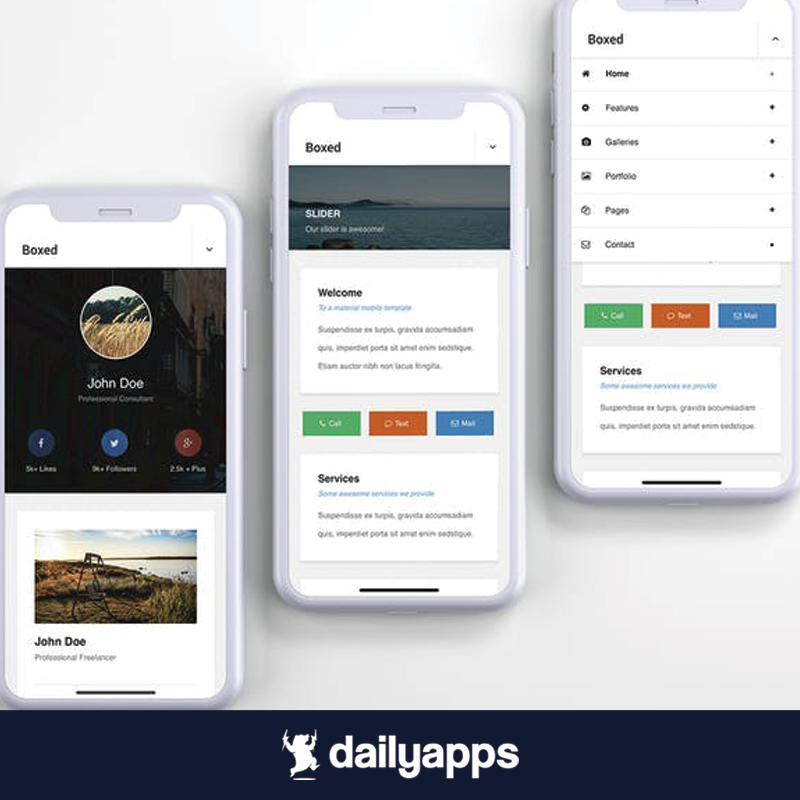 Boxed
John Doe
Professional Consultant
5k+ Likes
9k+ Followers
2.5k + Plus
John Doe
Professional Freelancer
Boxed
SLIDER
Our slider is awesome!
Welcome
To a material mobile template
Suspendisse ex turpis, gravida accumsadiam
quis, imperdiet porta sit amet enim sedstique.
Etiam auctor nibh non lacus fringita.
Call
Text
Mail
Services
Some awesome services we provide
Suspendisse ex turpis, gravida accumsadiam
quis, imperdiet porta sit amet enim sedstique.
Boxed
Home
Features
Galleries
Portfolio
Pages
Contact
Call
Text
Mail
Services
Some awesome services we provide
Suspendisse ex turpis, gravida accumsadiam
quis, imperdiet porta sit amet enim sedstique.
dailyapps